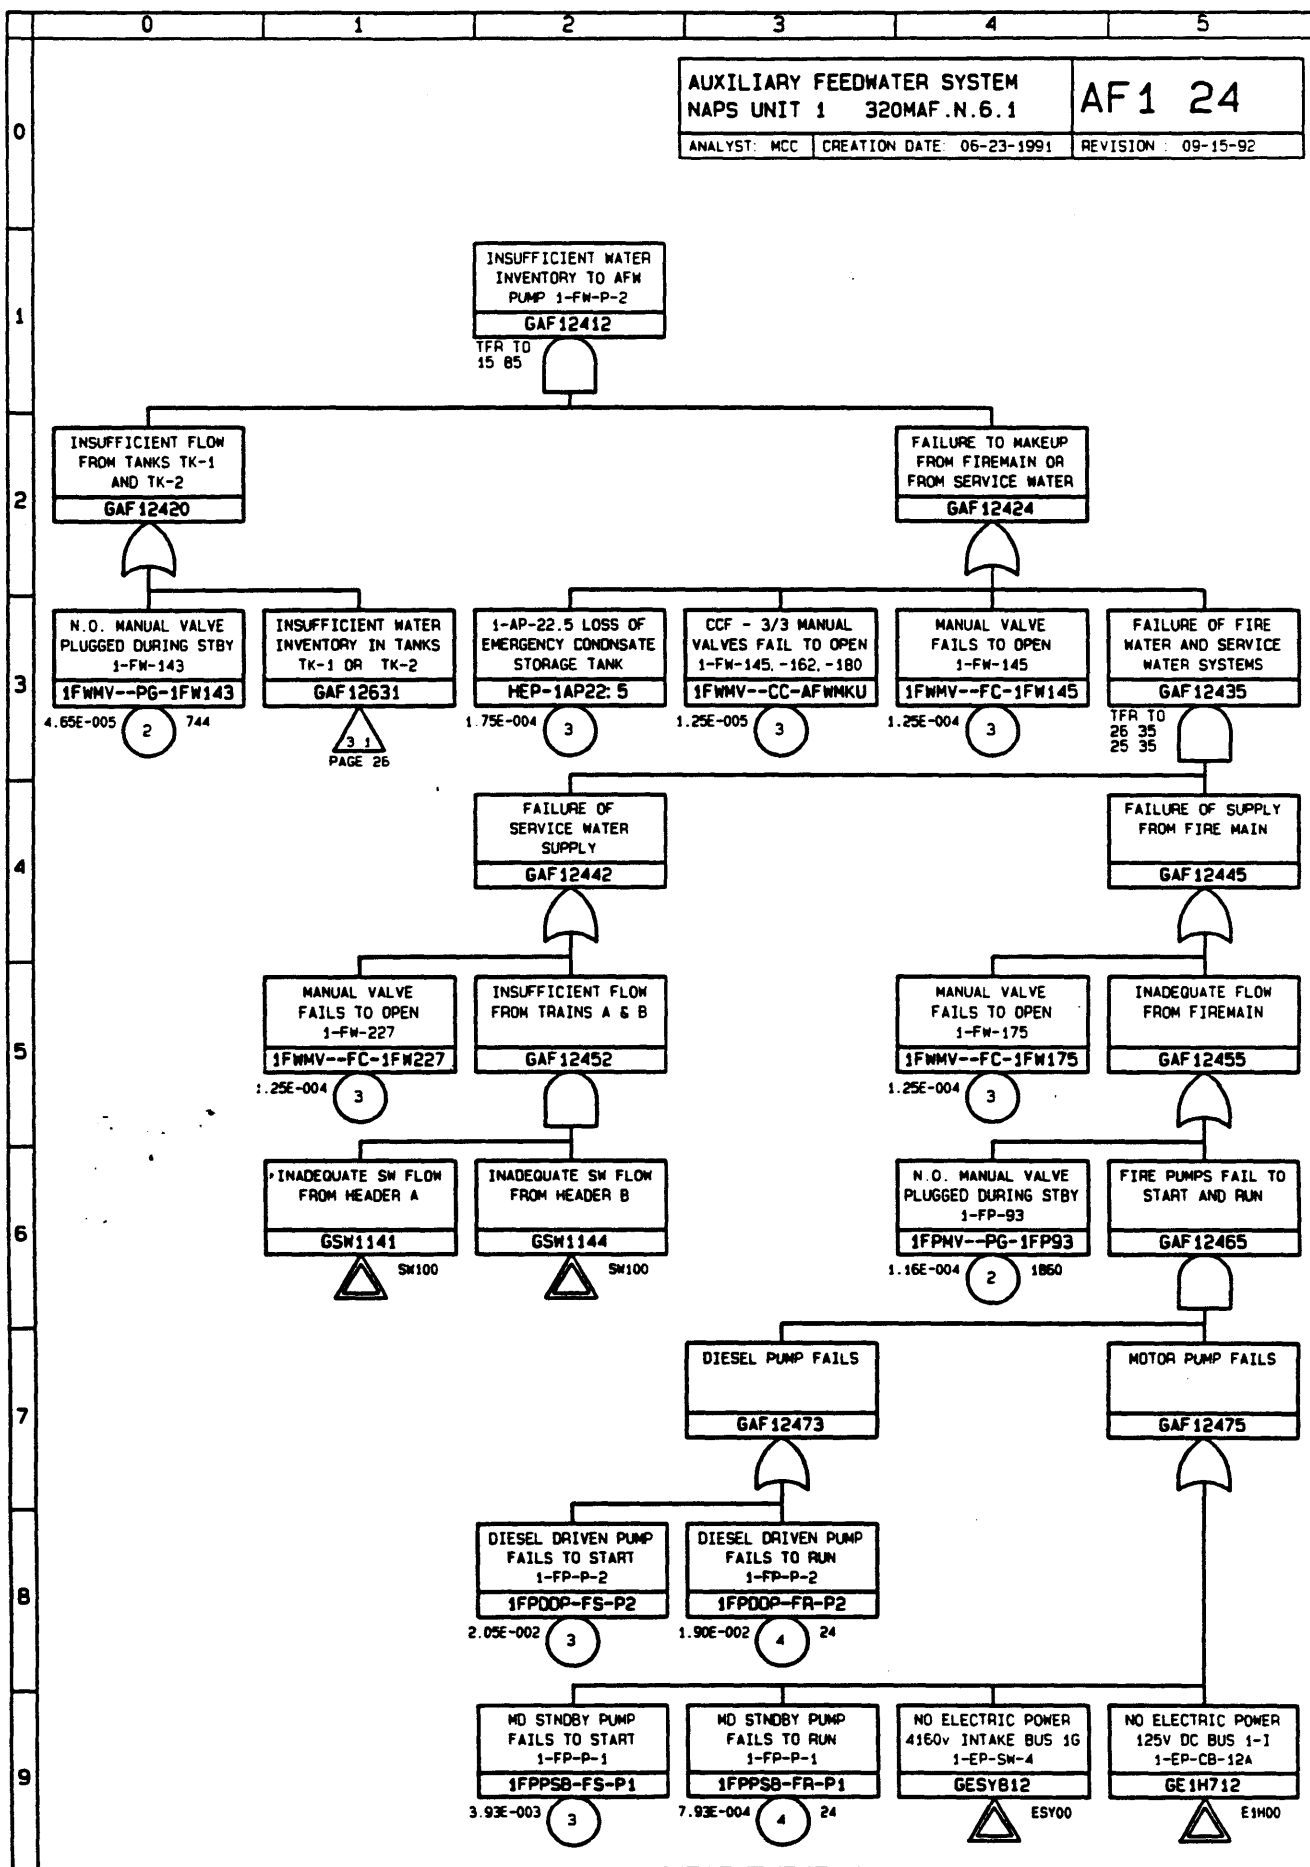 0 1 2 3 4 5
AUXILIARY FEEDWATER SYSTEM
NAPS UNIT 1 320MAF.N.6.1
AF1 24
ANALYST: MCC
CREATION DATE: 06-23-1991
REVISION : 09-15-92
0
INSUFFICIENT WATER
INVENTORY TO AFW
PUMP 1-FW-P-2
GAF12412
TFR TO
15 85
1
INSUFFICIENT FLOW
FROM TANKS TK-1
AND TK-2
GAF12420
FAILURE TO MAKEUP
FROM FIREMAIN OR
FROM SERVICE WATER
GAF12424
2
N.O. MANUAL VALVE
PLUGGED DURING STBY
1-FW-143
1FWMV--PG-1FW143
4.65E-005
2
744
INSUFFICIENT WATER
INVENTORY IN TANKS
TK-1 OR TK-2
GAF12631
3 1
PAGE 26
1-AP-22.5 LOSS OF
EMERGENCY CONDNSATE
STORAGE TANK
HEP-1AP22:5
1.75E-004
3
CCF - 3/3 MANUAL
VALVES FAIL TO OPEN
1-FW-145,-162,-180
1FWMV--CC-AFWMKU
1.25E-005
3
MANUAL VALVE
FAILS TO OPEN
1-FW-145
1FWMV--FC-1FW145
1.25E-004
3
FAILURE OF FIRE
WATER AND SERVICE
WATER SYSTEMS
GAF12435
TFR TO
26 35
25 35
3
FAILURE OF
SERVICE WATER
SUPPLY
GAF12442
FAILURE OF SUPPLY
FROM FIRE MAIN
GAF12445
4
MANUAL VALVE
FAILS TO OPEN
1-FW-227
1FWMV--FC-1FW227
1.25E-004
3
INSUFFICIENT FLOW
FROM TRAINS A & B
GAF12452
MANUAL VALVE
FAILS TO OPEN
1-FW-175
1FWMV--FC-1FW175
1.25E-004
3
INADEQUATE FLOW
FROM FIREMAIN
GAF12455
5
INADEQUATE SW FLOW
FROM HEADER A
GSW1141
SW100
INADEQUATE SW FLOW
FROM HEADER B
GSW1144
SW100
N.O. MANUAL VALVE
PLUGGED DURING STBY
1-FP-93
1FPMV--PG-1FP93
1.16E-004
2
1860
FIRE PUMPS FAIL TO
START AND RUN
GAF12465
6
DIESEL PUMP FAILS
GAF12473
MOTOR PUMP FAILS
GAF12475
7
DIESEL DRIVEN PUMP
FAILS TO START
1-FP-P-2
1FPDDP-FS-P2
2.05E-002
3
DIESEL DRIVEN PUMP
FAILS TO RUN
1-FP-P-2
1FPDDP-FR-P2
1.90E-002
4
24
8
MD STNDBY PUMP
FAILS TO START
1-FP-P-1
1FPPSB-FS-P1
3.93E-003
3
MD STNDBY PUMP
FAILS TO RUN
1-FP-P-1
1FPPSB-FR-P1
7.93E-004
4
24
NO ELECTRIC POWER
4160v INTAKE BUS 1G
1-EP-SW-4
GESYB12
ESY00
NO ELECTRIC POWER
125V DC BUS 1-I
1-EP-CB-12A
GE1H712
E1H00
9